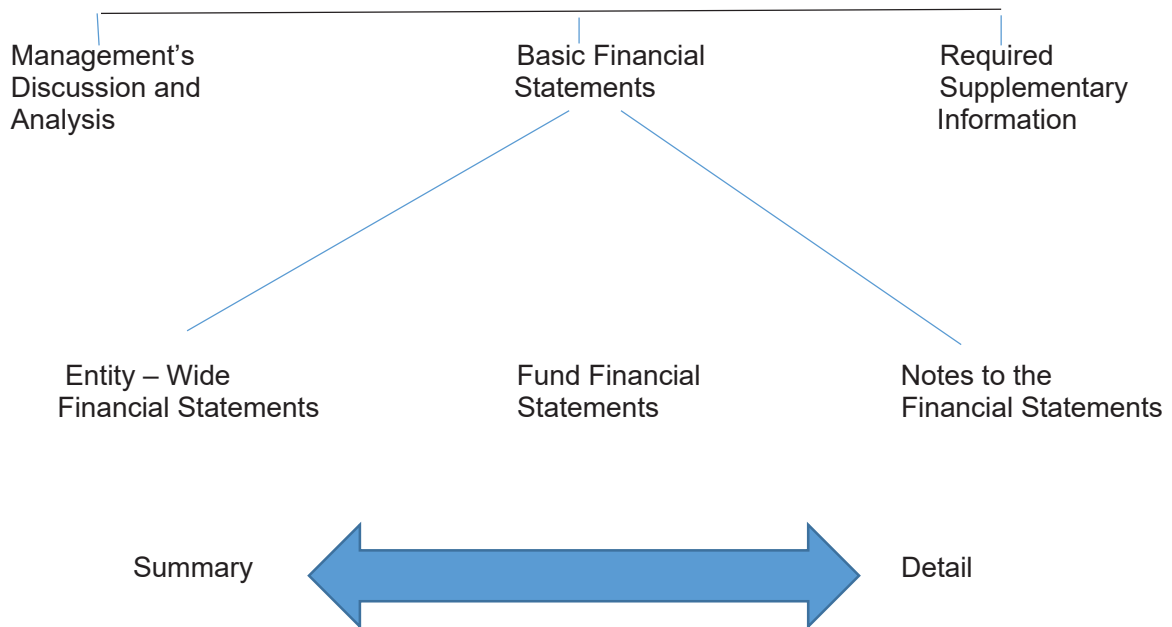 Management’s
Discussion and
Analysis
Basic Financial
Statements
Required
Supplementary
Information
Entity – Wide
Financial Statements
Fund Financial
Statements
Notes to the
Financial Statements
Summary
Detail